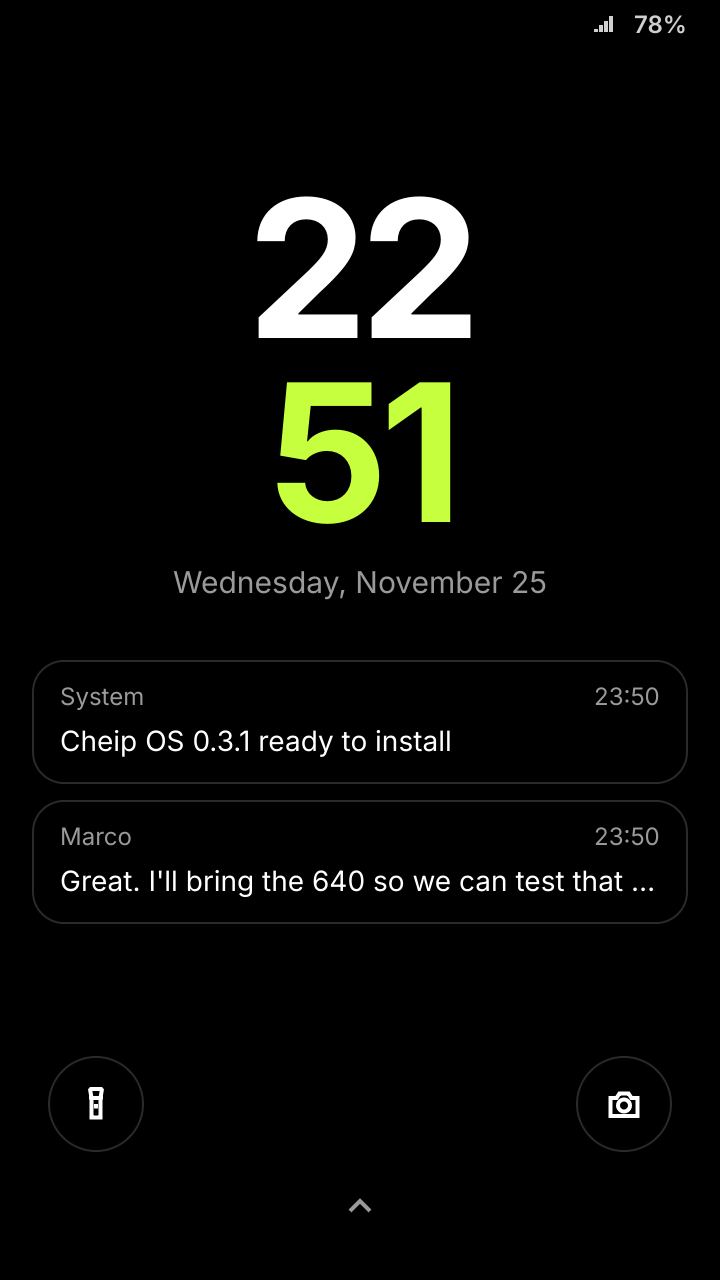 78%
22
51
Wednesday, November 25
System 23:50
Cheip OS 0.3.1 ready to install
Marco 23:50
Great. I'll bring the 640 so we can test that ...